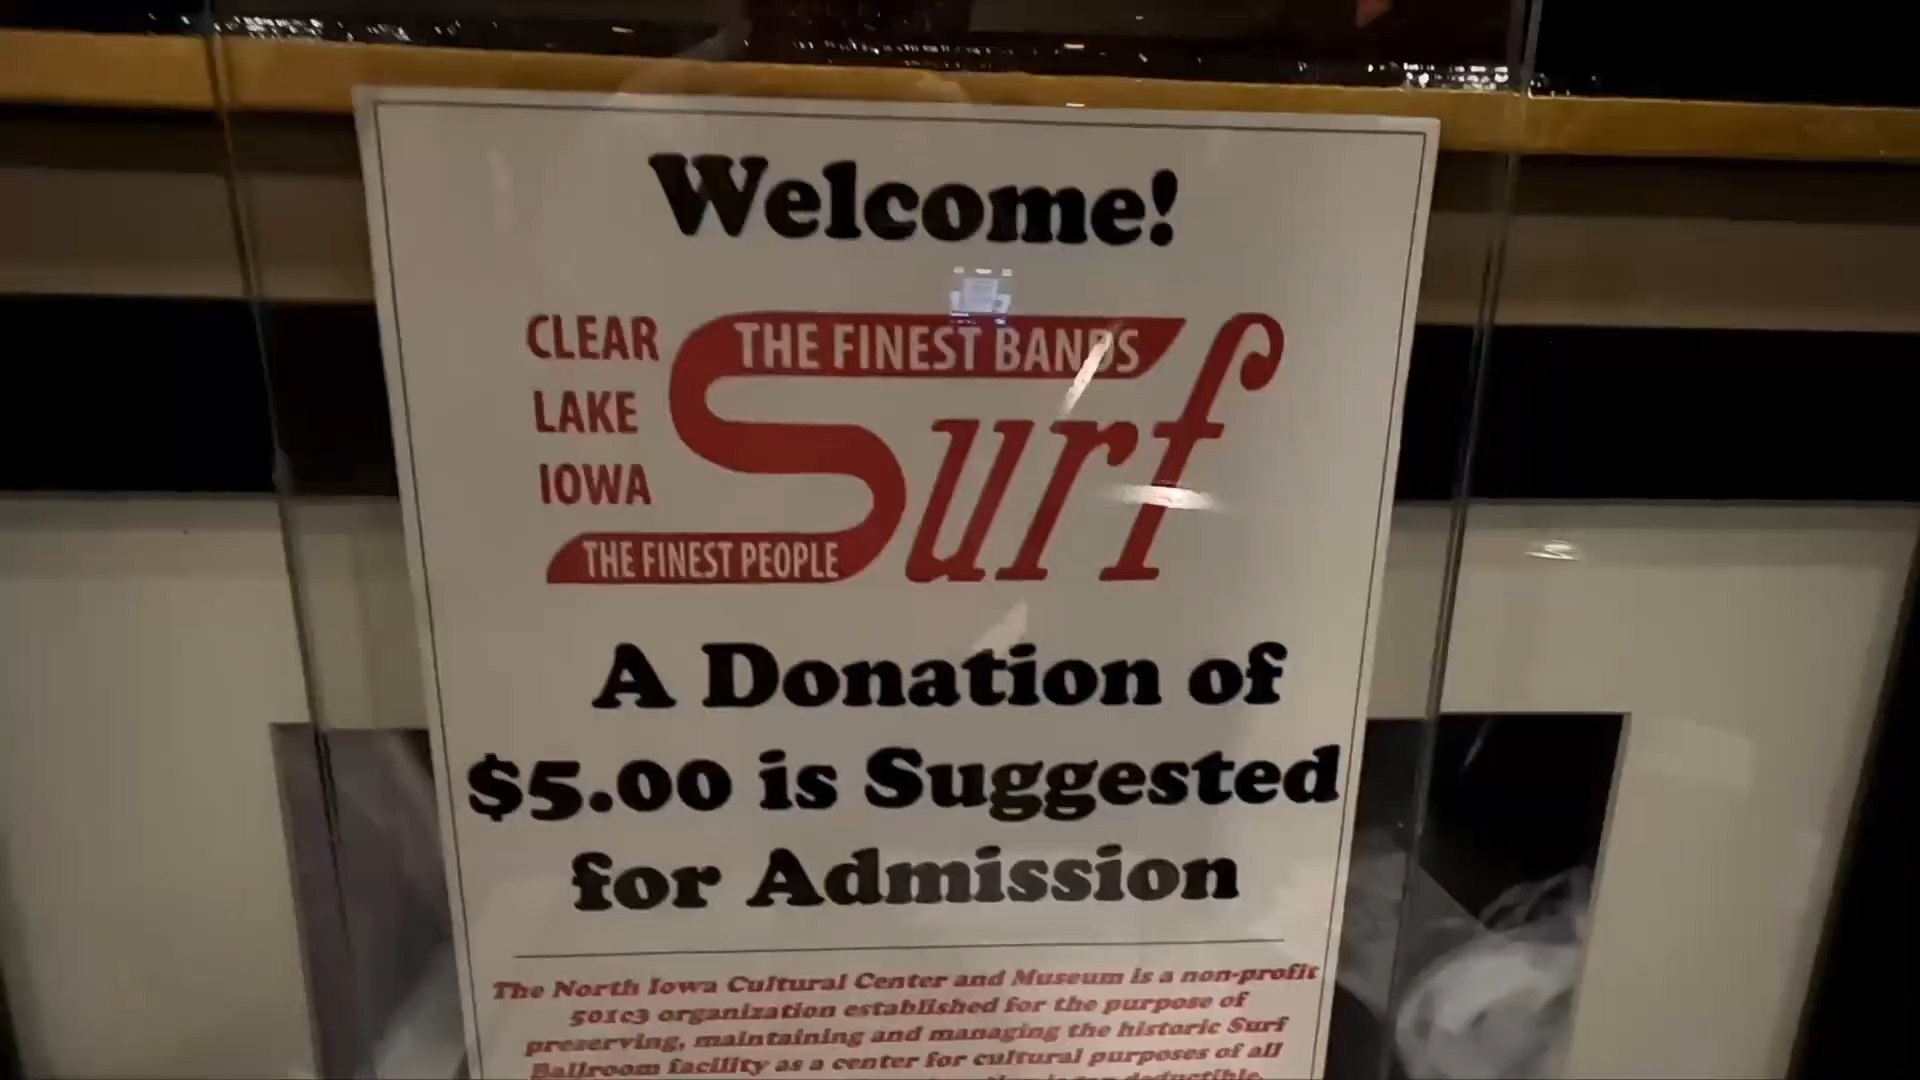 Welcome!
CLEAR
LAKE
IOWA
THE FINEST BANDS
Surf
THE FINEST PEOPLE
A Donation of
$5.00 is Suggested
for Admission
The North Iowa Cultural Center and Museum is a non-profit
501c3 organization established for the purpose of
preserving, maintaining and managing the historic Surf
Ballroom facility as a center for cultural purposes of all
deductible.